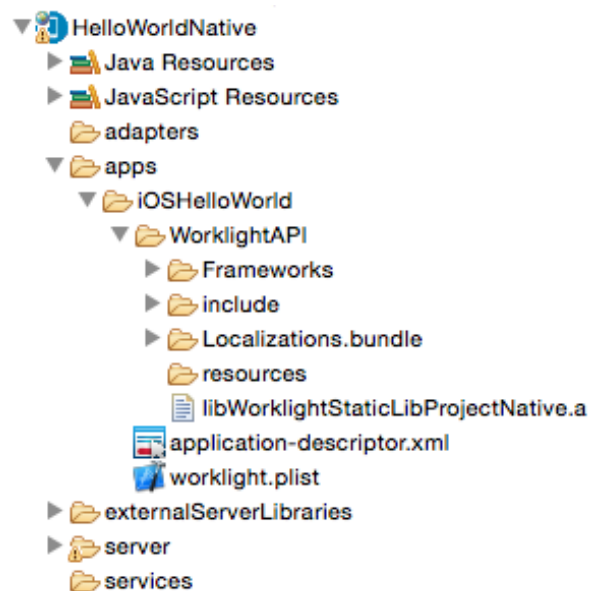 HelloWorldNative
Java Resources
JavaScript Resources
adapters
apps
iOSHelloWorld
WorklightAPI
Frameworks
include
Localizations.bundle
resources
libWorklightStaticLibProjectNative.a
application-descriptor.xml
worklight.plist
externalServerLibraries
server
services